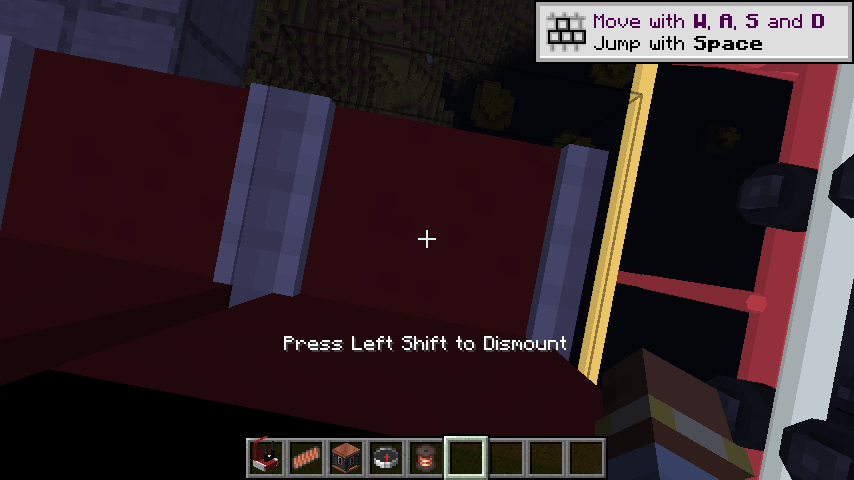 Move with W, A, S and D
Jump with Space
Press Left Shift to Dismount